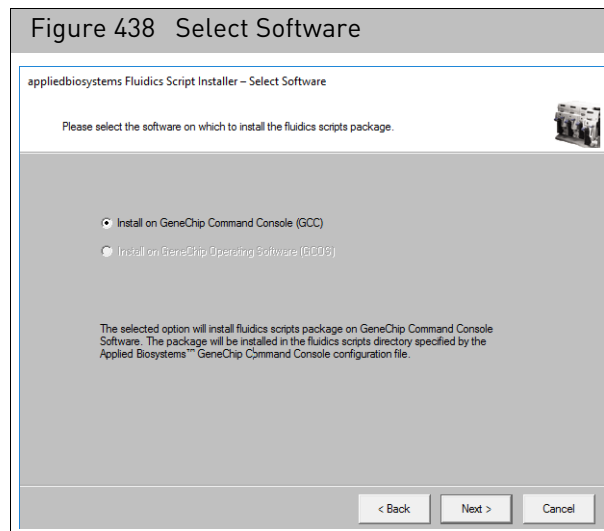 Figure 438 Select Software
appliedbiosystems Fluidics Script Installer – Select Software
Please select the software on which to install the fluidics scripts package.
Install on GeneChip Command Console (GCC)
Install on GeneChip Operating Software (GCOS)
The selected option will install fluidics scripts package on GeneChip Command Console
Software. The package will be installed in the fluidics scripts directory specified by the
Applied Biosystems™ GeneChip Command Console configuration file.
< Back
Next >
Cancel